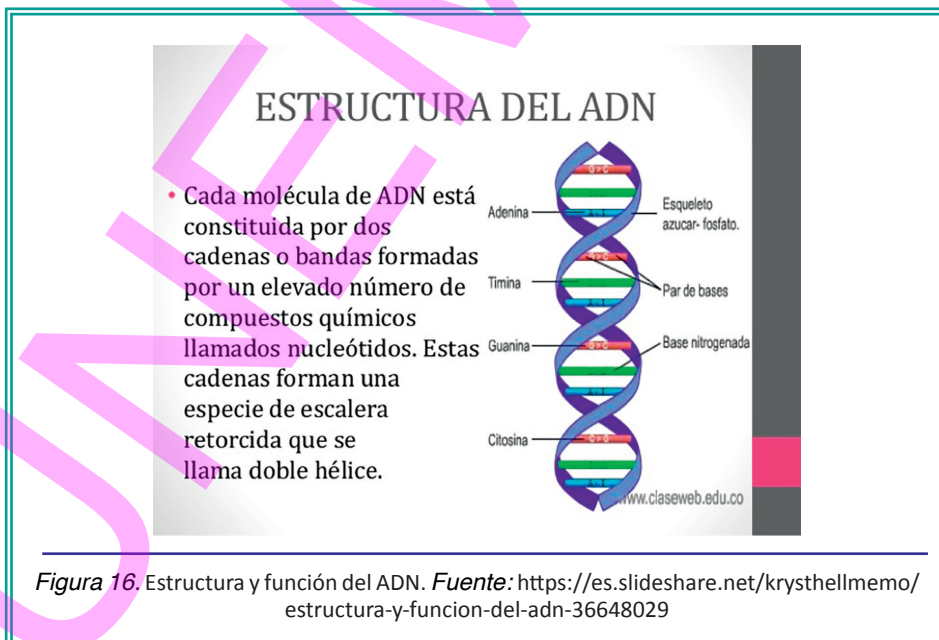 ESTRUCTURA DEL ADN
• Cada molécula de ADN está
constituida por dos
cadenas o bandas formadas
por un elevado número de
compuestos químicos
llamados nucleótidos. Estas
cadenas forman una
especie de escalera
retorcida que se
llama doble hélice.
Adenina
Timina
Guanina
Citosina
Esqueleto
azucar- fosfato.
Par de bases
Base nitrogenada
www.claseweb.edu.co
Figura 16. Estructura y función del ADN. Fuente: https://es.slideshare.net/krysthellmemo/
estructura-y-funcion-del-adn-36648029